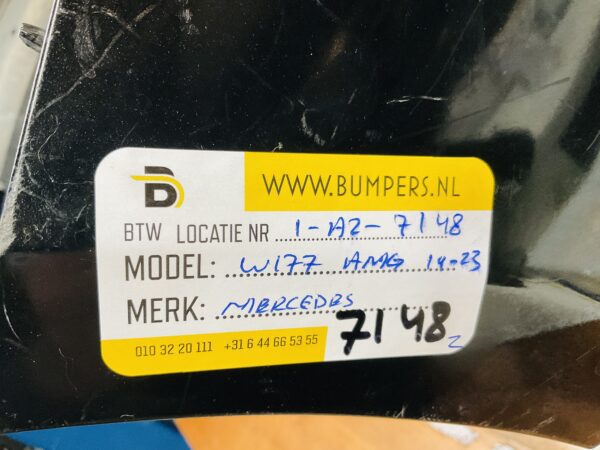 B WWW.BUMPERS.NL
BTW LOCATIE NR 1-A2-7148
MODEL: W177 AMG 19-23
MERK: MERCEDES
7148
2
010 32 20 111 +31 6 44 66 53 55